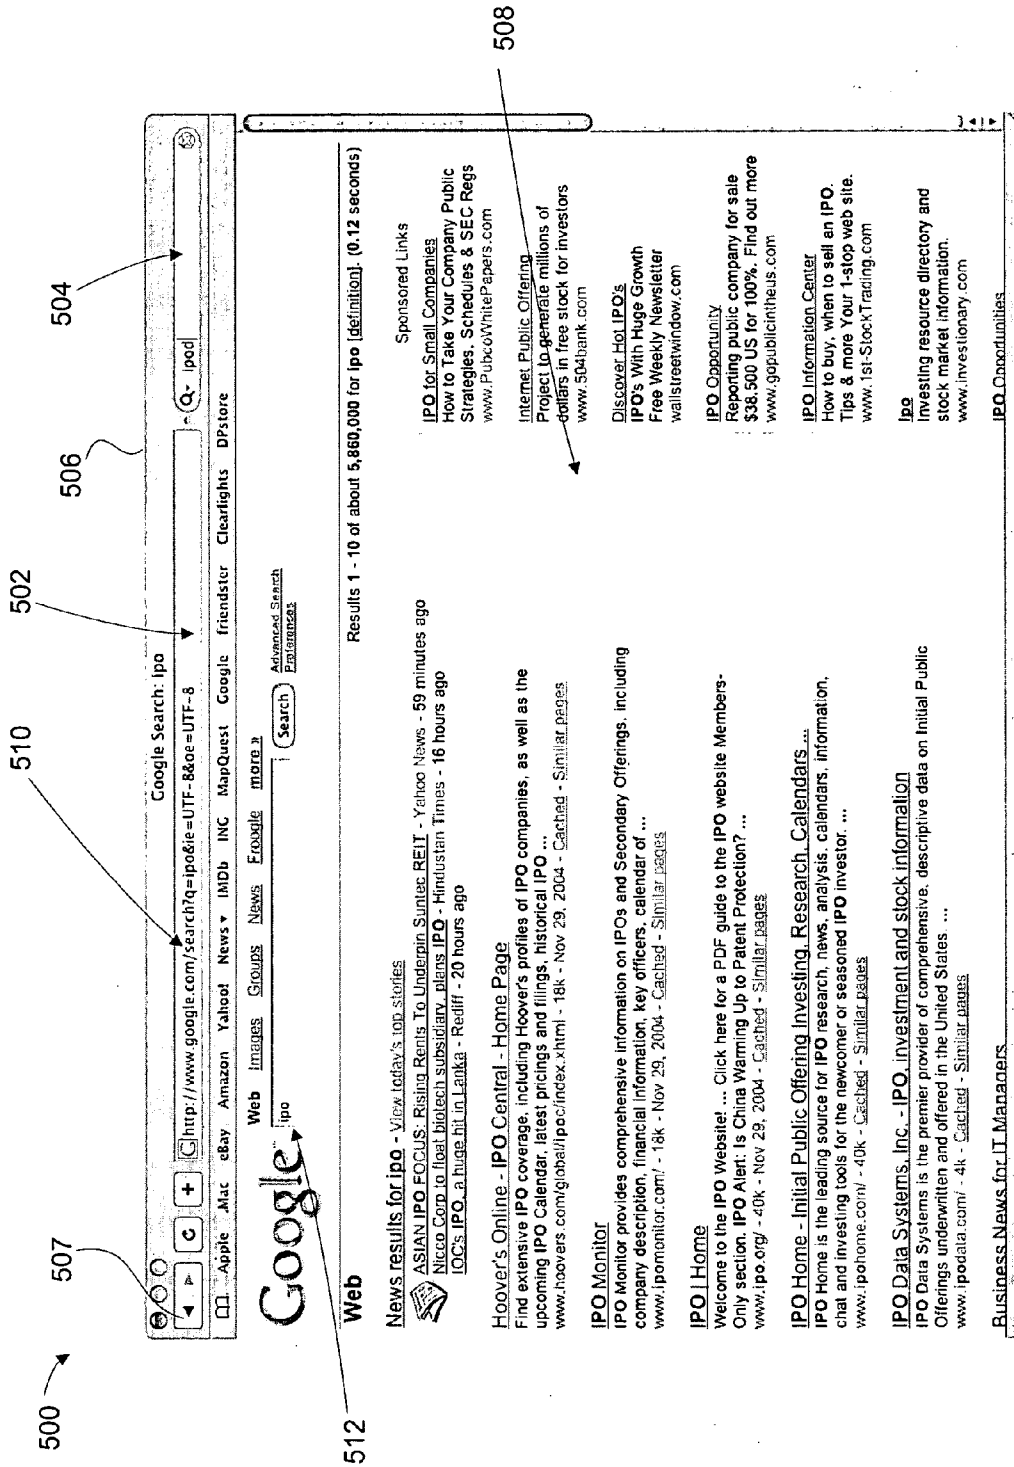 500
507
510
502
506
504
Google Search: ipo
http://www.google.com/search?q=ipo&ie=UTF-8&oe=UTF-8
ipod
Apple .Mac eBay Amazon Yahoo! News ▾ IMDb ING MapQuest Google friendster Clearlights DPstore
Google
Web Images Groups News Froogle more »
ipo
Search
Advanced Search
Preferences
512
Web
Results 1 - 10 of about 5,860,000 for ipo [definition]. (0.12 seconds)
News results for ipo - View today's top stories
ASIAN IPO FOCUS: Rising Rents To Underpin Suntec REIT - Yahoo News - 59 minutes ago
Nicco Corp to float biotech subsidiary, plans IPO - Hindustan Times - 16 hours ago
IOC's IPO, a huge hit in Lanka - Rediff - 20 hours ago
Hoover's Online - IPO Central - Home Page
Find extensive IPO coverage, including Hoover's profiles of IPO companies, as well as the
upcoming IPO Calendar, latest pricings and filings, historical IPO ...
www.hoovers.com/global/ipoc/index.xhtml - 18k - Nov 29, 2004 - Cached - Similar pages
IPO Monitor
IPO Monitor provides comprehensive information on IPOs and Secondary Offerings, including
company description, financial information, key officers, calendar of ...
www.ipomonitor.com/ - 18k - Nov 29, 2004 - Cached - Similar pages
IPO | Home
Welcome to the IPO Website! ... Click here for a PDF guide to the IPO website Members-
Only section. IPO Alert: Is China Warming Up to Patent Protection? ...
www.ipo.org/ - 40k - Nov 29, 2004 - Cached - Similar pages
IPO Home - Initial Public Offering Investing, Research, Calendars ...
IPO Home is the leading source for IPO research, news, analysis, calendars, information,
chat and investing tools for the newcomer or seasoned IPO investor. ...
www.ipohome.com/ - 40k - Cached - Similar pages
IPO Data Systems, Inc. - IPO, investment and stock information
IPO Data Systems is the premier provider of comprehensive, descriptive data on Initial Public
Offerings underwritten and offered in the United States. ...
www.ipodata.com/ - 4k - Cached - Similar pages
Business News for IT Managers
Sponsored Links
IPO for Small Companies
How to Take Your Company Public
Strategies, Schedules & SEC Regs
www.PubcoWhitePapers.com
Internet Public Offering
Project to generate millions of
dollars in free stock for investors
www.504bank.com
Discover Hot IPO's
IPO's With Huge Growth
Free Weekly Newsletter
wallstreetwindow.com
IPO Opportunity
Reporting public company for sale
$38,500 US for 100%. Find out more
www.gopublicintheus.com
IPO Information Center
How to buy, when to sell an IPO.
Tips & more Your 1-stop web site.
www.1st-StockTrading.com
Ipo
Investing resource directory and
stock market information.
www.investionary.com
IPO Opportunities
508